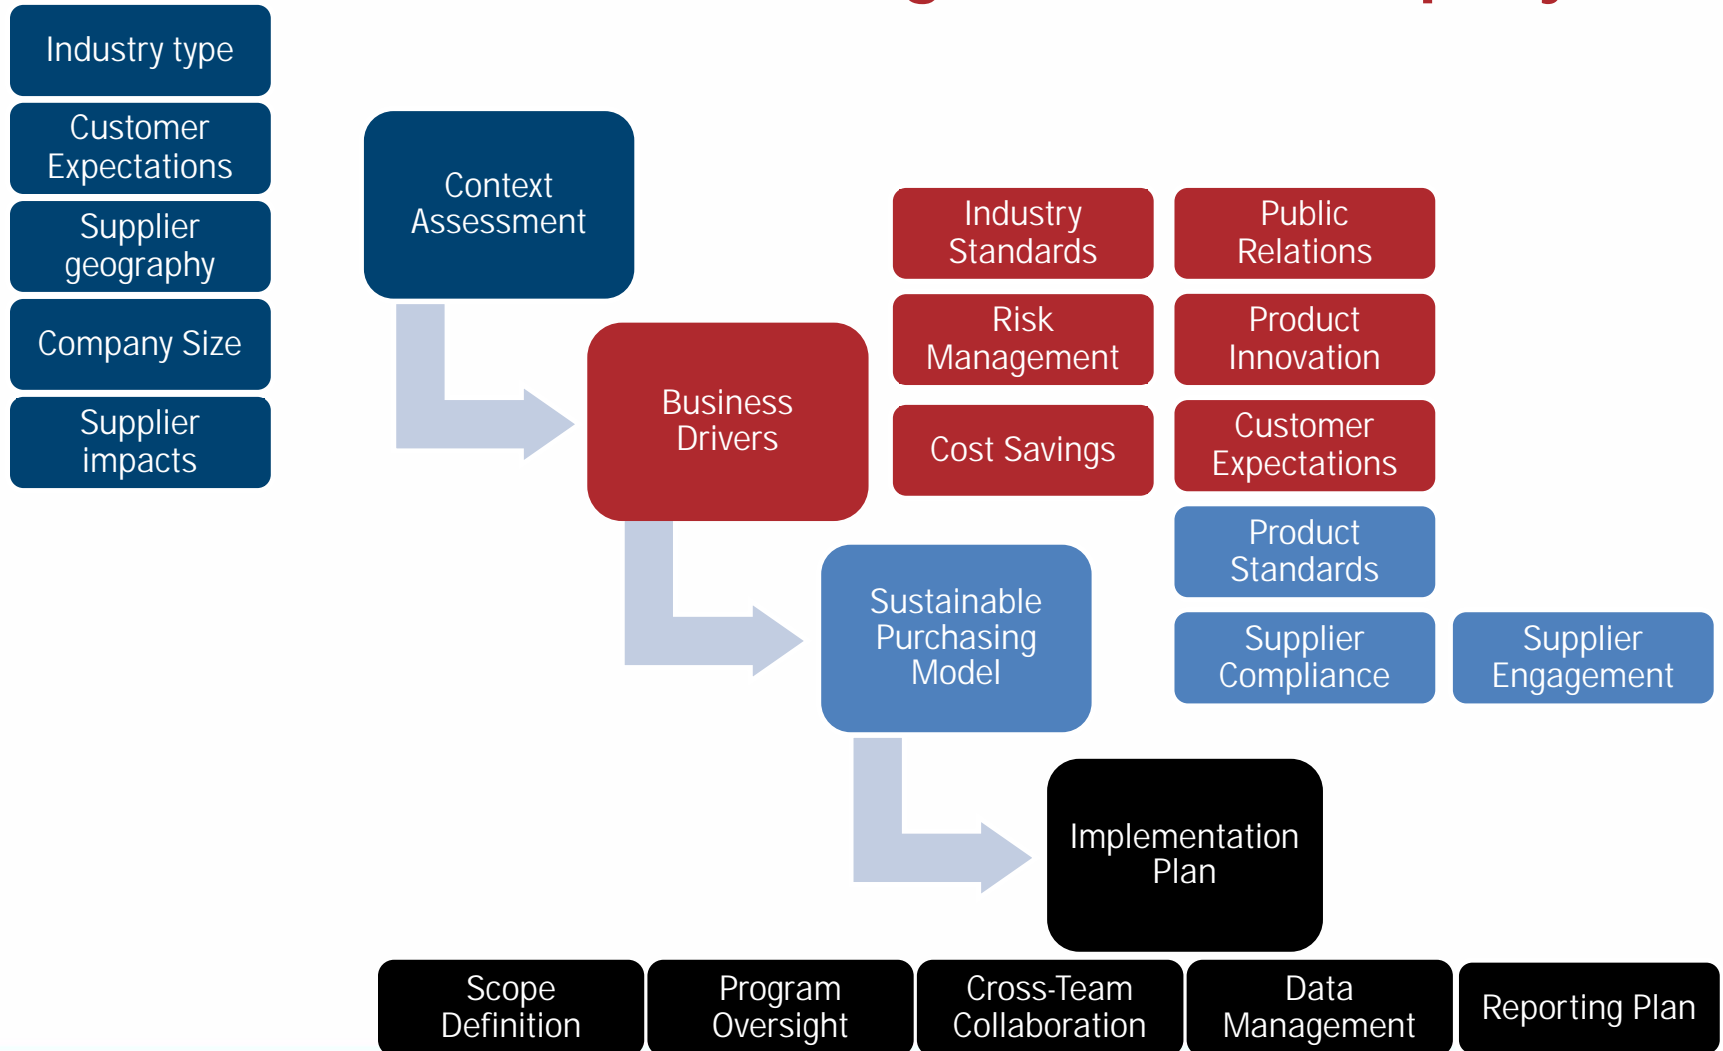 Industry type
Customer
Expectations
Supplier
geography
Company Size
Supplier
impacts
Context
Assessment
Business
Drivers
Industry
Standards
Public
Relations
Risk
Management
Product
Innovation
Cost Savings
Customer
Expectations
Sustainable
Purchasing
Model
Product
Standards
Supplier
Compliance
Supplier
Engagement
Implementation
Plan
Scope
Definition
Program
Oversight
Cross-Team
Collaboration
Data
Management
Reporting Plan